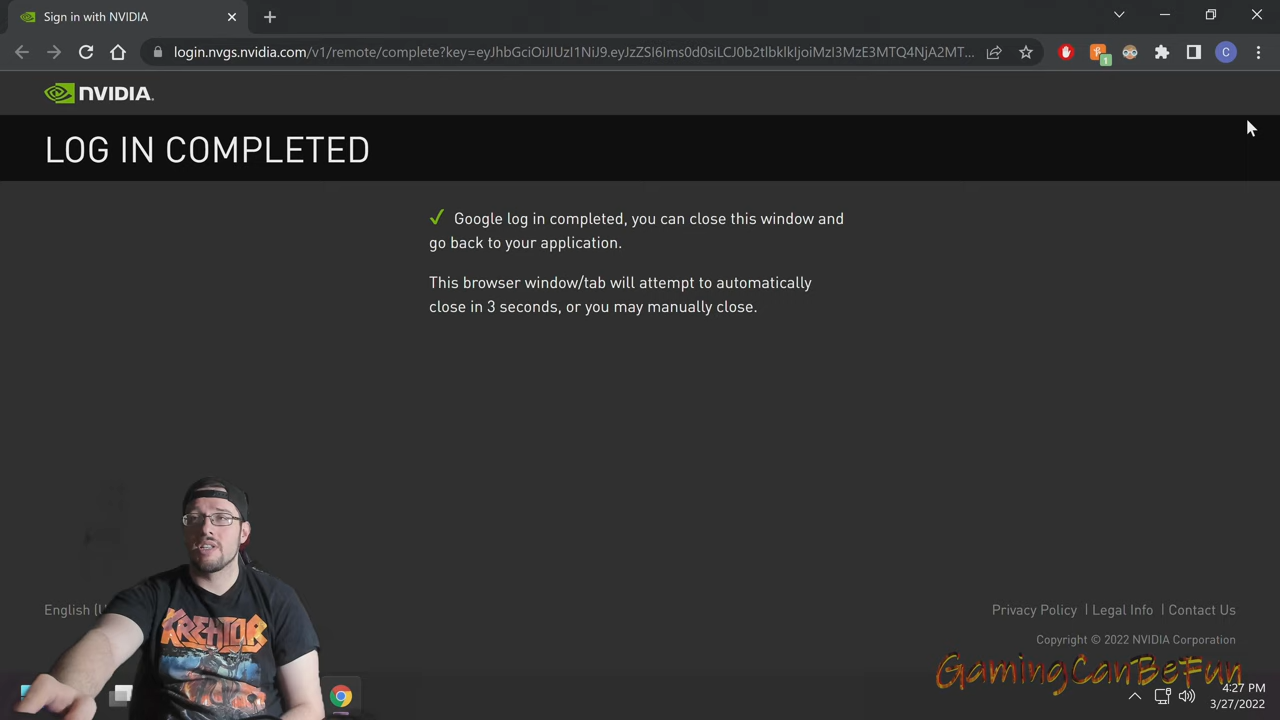 Sign in with NVIDIA
login.nvgs.nvidia.com/v1/remote/complete?key=eyJhbGciOiJIUzI1NiJ9.eyJzZSI6Ims0d0siLCJ0b2tlbklkIjoiMzI3MzE3MTQ4NjA2MT...
1
C
NVIDIA.
LOG IN COMPLETED
✓ Google log in completed, you can close this window and
go back to your application.
This browser window/tab will attempt to automatically
close in 3 seconds, or you may manually close.
KREATOR
English (U
Privacy Policy | Legal Info | Contact Us
Copyright © 2022 NVIDIA Corporation
GamingCanBeFun
4:27 PM
3/27/2022